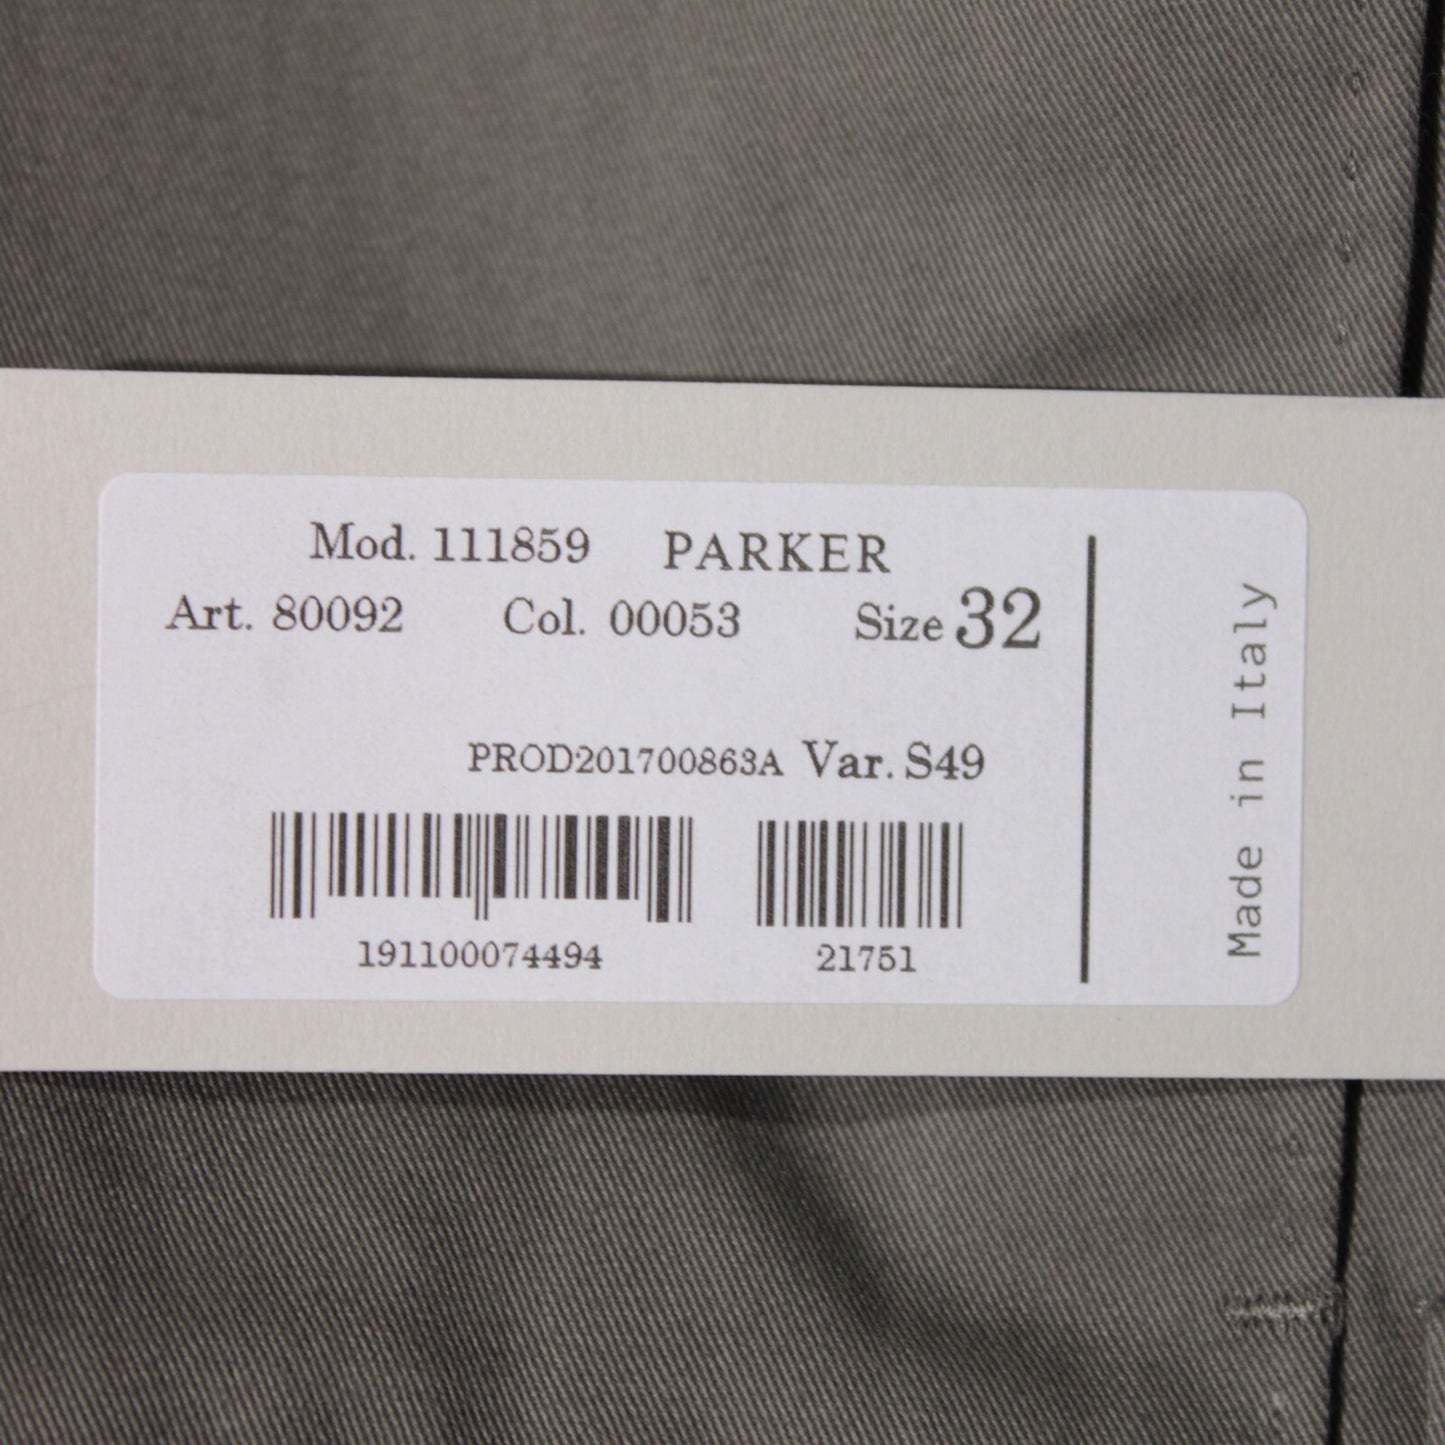 Mod. 111859 PARKER
Art. 80092 Col. 00053 Size 32
PROD201700863A Var. S49
191100074494 21751
Made in Italy